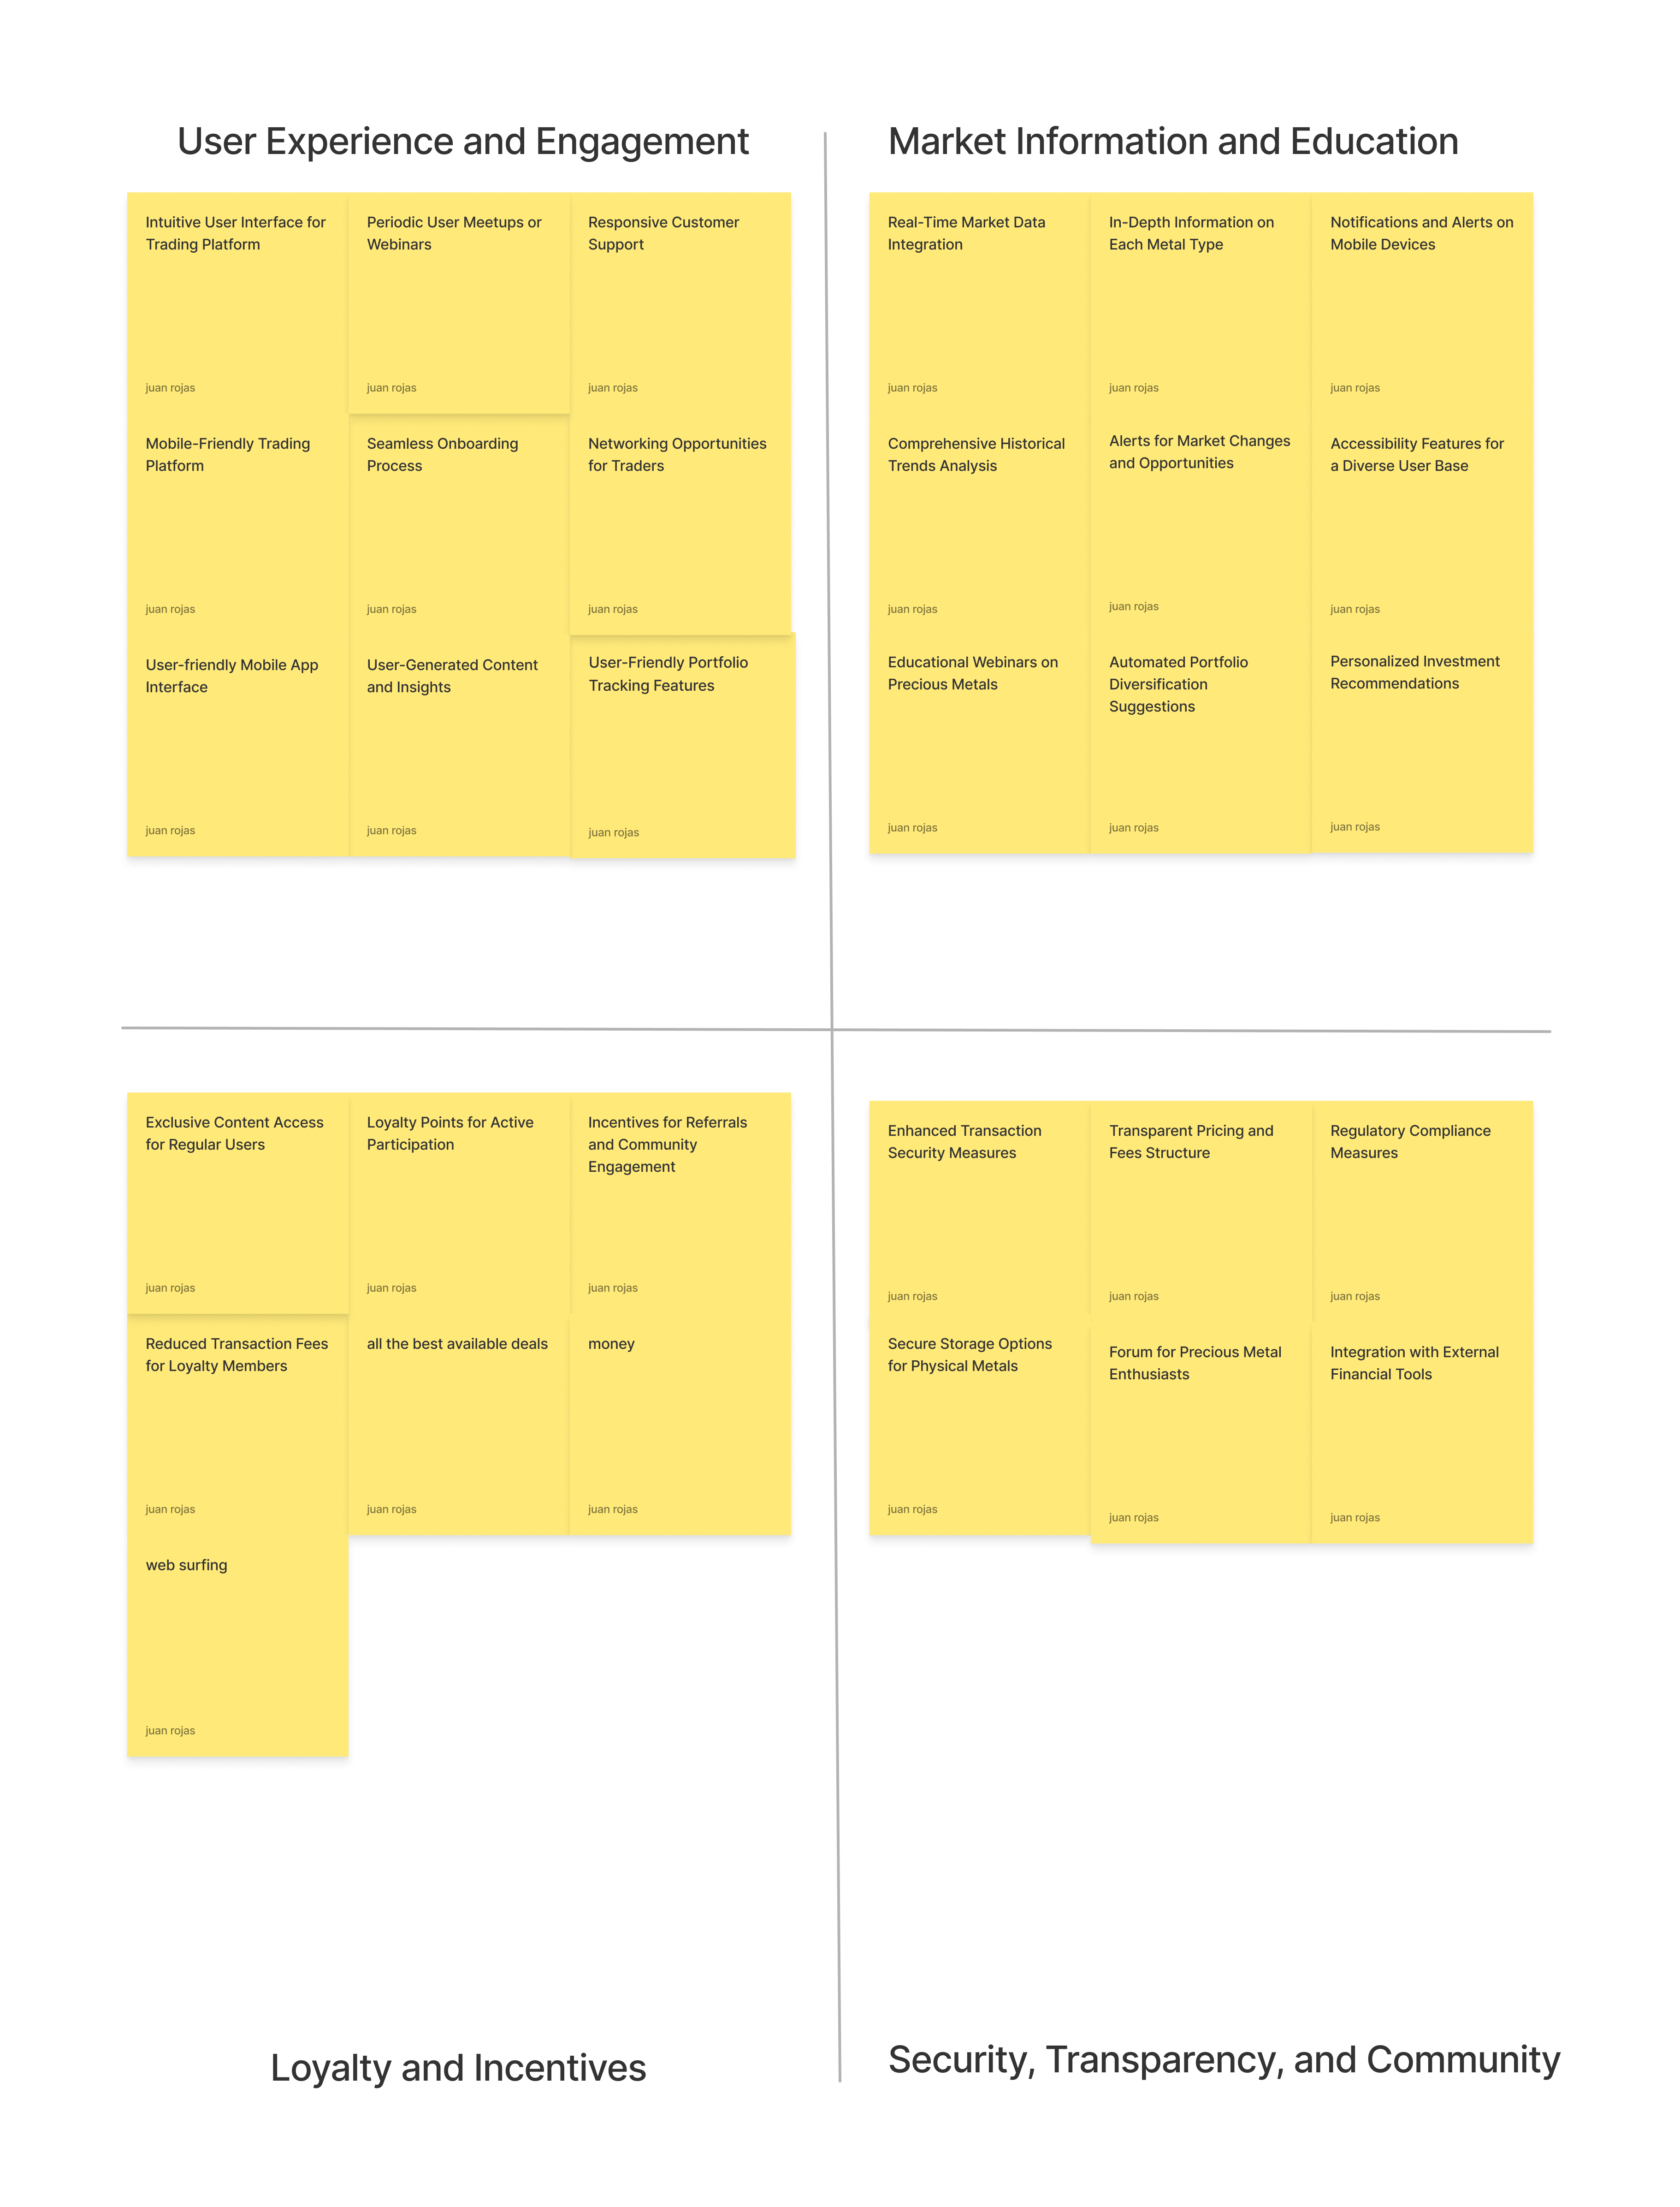 User Experience and Engagement
Intuitive User Interface for
Trading Platform
juan rojas
Periodic User Meetups or
Webinars
juan rojas
Responsive Customer
Support
juan rojas
Mobile-Friendly Trading
Platform
juan rojas
Seamless Onboarding
Process
juan rojas
Networking Opportunities
for Traders
juan rojas
User-friendly Mobile App
Interface
juan rojas
User-Generated Content
and Insights
juan rojas
User-Friendly Portfolio
Tracking Features
juan rojas
Market Information and Education
Real-Time Market Data
Integration
juan rojas
In-Depth Information on
Each Metal Type
juan rojas
Notifications and Alerts on
Mobile Devices
juan rojas
Comprehensive Historical
Trends Analysis
juan rojas
Alerts for Market Changes
and Opportunities
juan rojas
Accessibility Features for
a Diverse User Base
juan rojas
Educational Webinars on
Precious Metals
juan rojas
Automated Portfolio
Diversification
Suggestions
juan rojas
Personalized Investment
Recommendations
juan rojas
Exclusive Content Access
for Regular Users
juan rojas
Loyalty Points for Active
Participation
juan rojas
Incentives for Referrals
and Community
Engagement
juan rojas
Reduced Transaction Fees
for Loyalty Members
juan rojas
all the best available deals
juan rojas
money
juan rojas
web surfing
juan rojas
Loyalty and Incentives
Enhanced Transaction
Security Measures
juan rojas
Transparent Pricing and
Fees Structure
juan rojas
Regulatory Compliance
Measures
juan rojas
Secure Storage Options
for Physical Metals
juan rojas
Forum for Precious Metal
Enthusiasts
juan rojas
Integration with External
Financial Tools
juan rojas
Security, Transparency, and Community